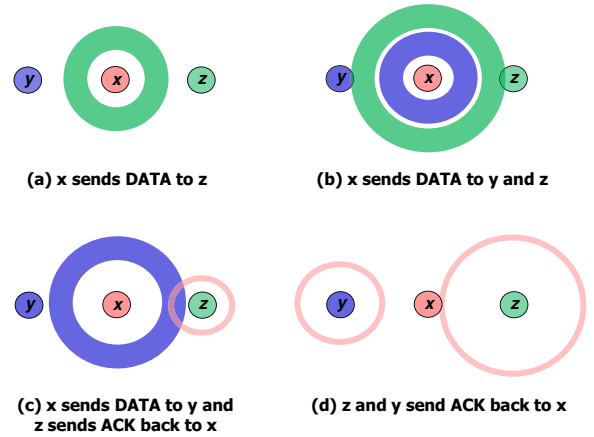 y x z
y x z
(a) x sends DATA to z
(b) x sends DATA to y and z
y x z
y x z
(c) x sends DATA to y and
z sends ACK back to x
(d) z and y send ACK back to x